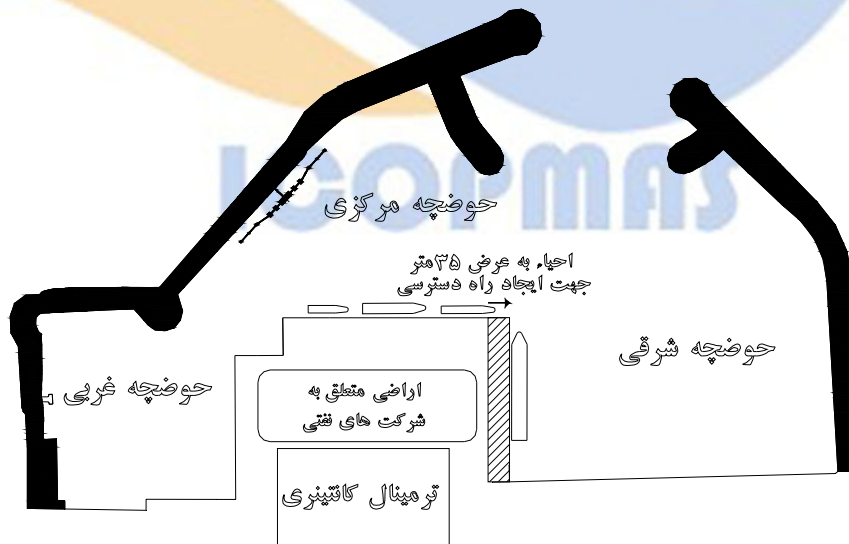 ICOPMAS
حوضچه مرکزی
احیاء به عرض ۳۵متر
جهت ایجاد راه دسترسی
حوضچه شرقی
حوضچه غربی
اراضی متعلق به
شرکت های نفتی
ترمینال کانتینری